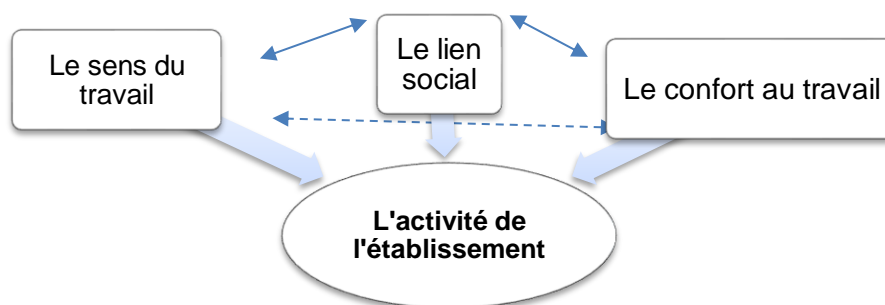 Le sens du
travail
Le lien
social
Le confort au travail
L'activité de
l'établissement